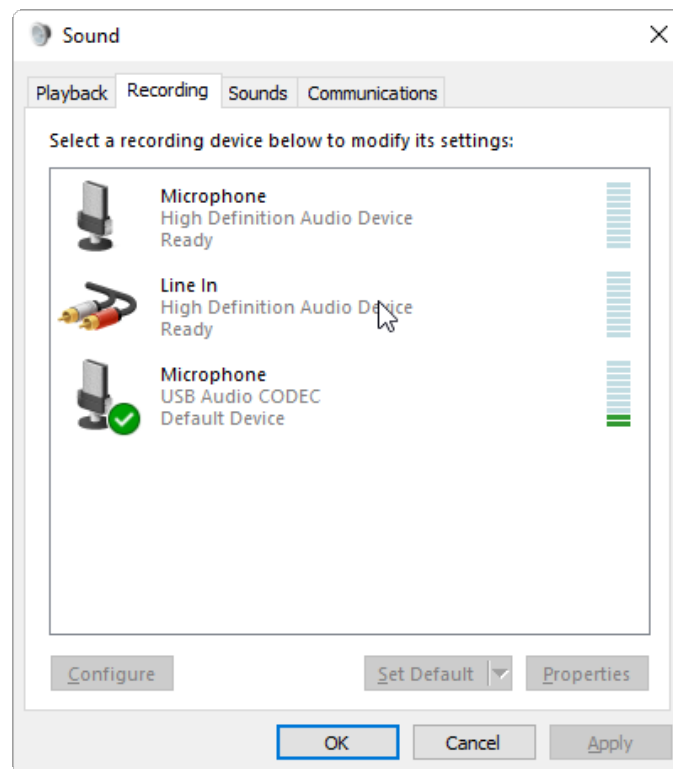 Sound
Playback Recording Sounds Communications
Select a recording device below to modify its settings:
Microphone
High Definition Audio Device
Ready
Line In
High Definition Audio Device
Ready
Microphone
USB Audio CODEC
Default Device
Configure Set Default Properties
OK Cancel Apply